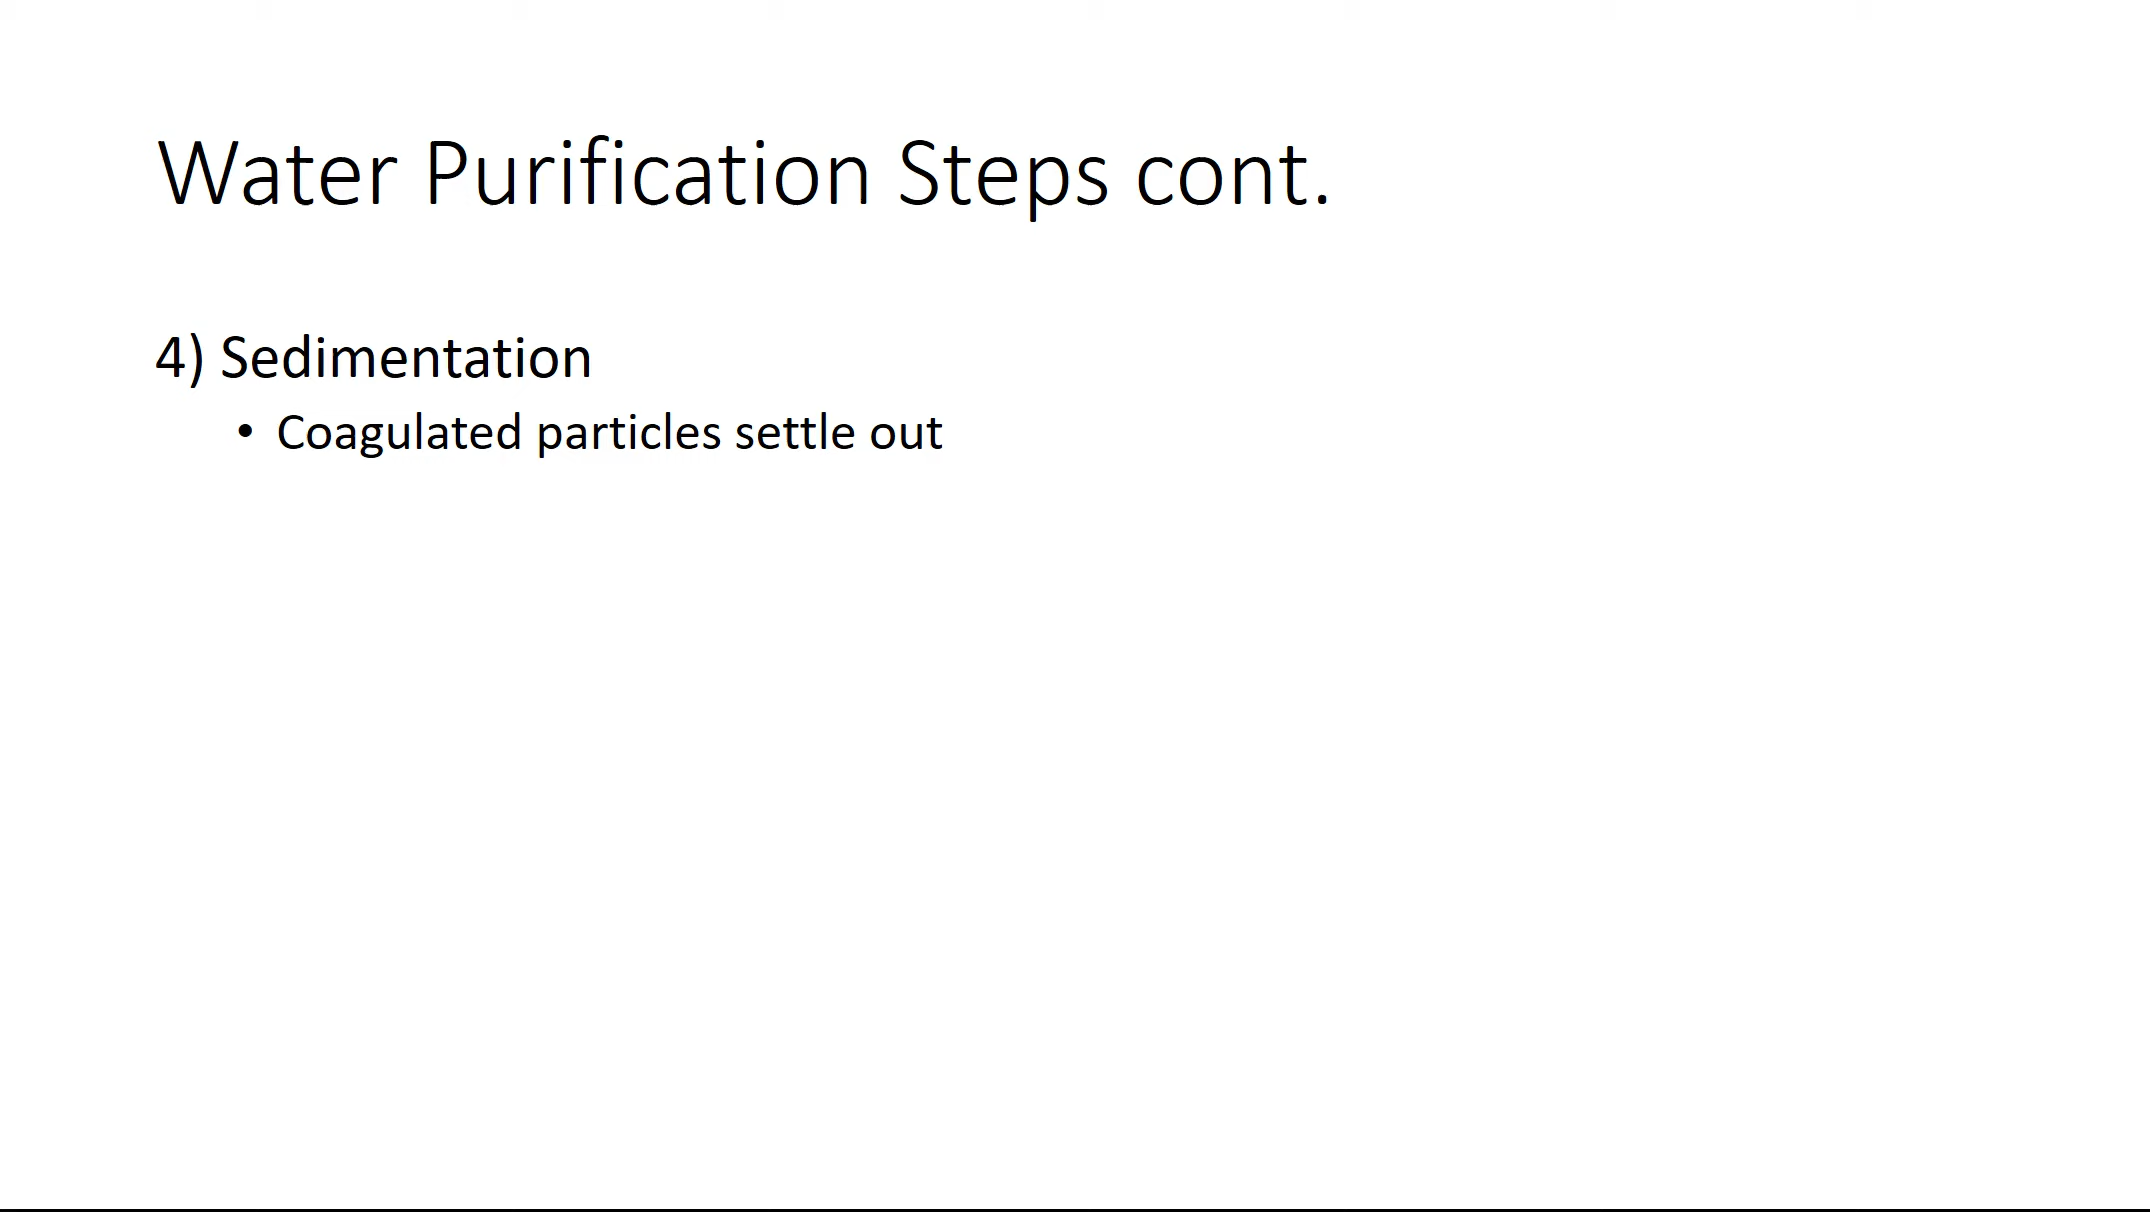 Water Purification Steps cont.
4) Sedimentation
• Coagulated particles settle out